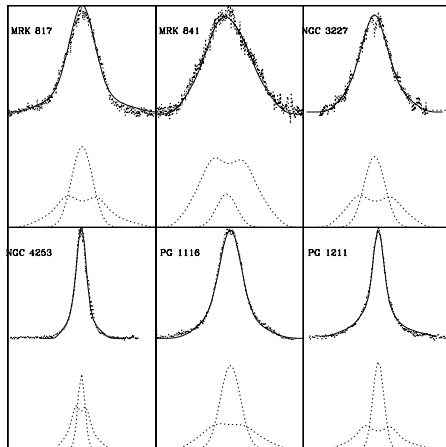 MRK 817
MRK 841
NGC 3227
NGC 4253
PG 1116
PG 1211